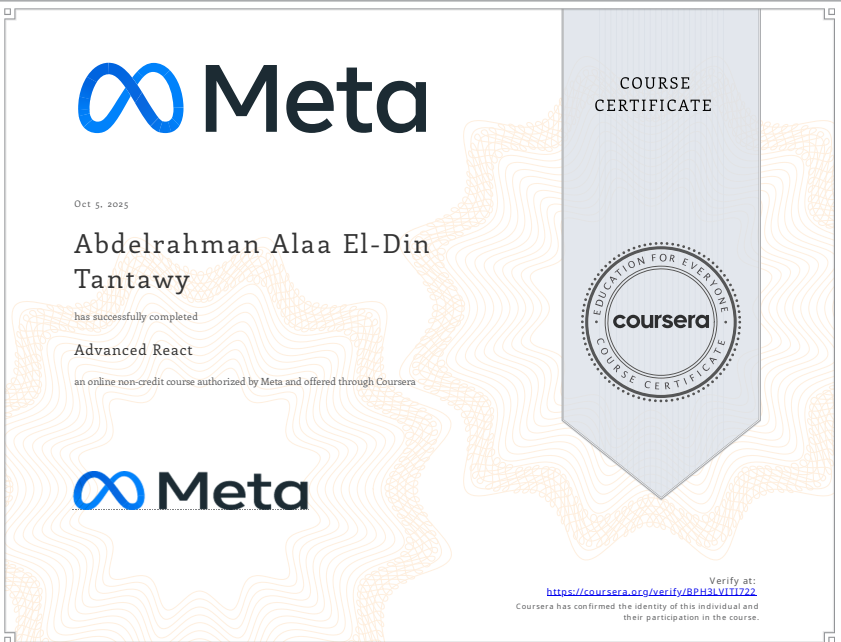 Meta
COURSE
CERTIFICATE
Oct 5, 2025
Abdelrahman Alaa El-Din
Tantawy
has successfully completed
Advanced React
an online non-credit course authorized by Meta and offered through Coursera
EDUCATION FOR EVERYONE
coursera
COURSE CERTIFICATE
Meta
Verify at:
https://coursera.org/verify/BPH3LVITI722
Coursera has confirmed the identity of this individual and
their participation in the course.